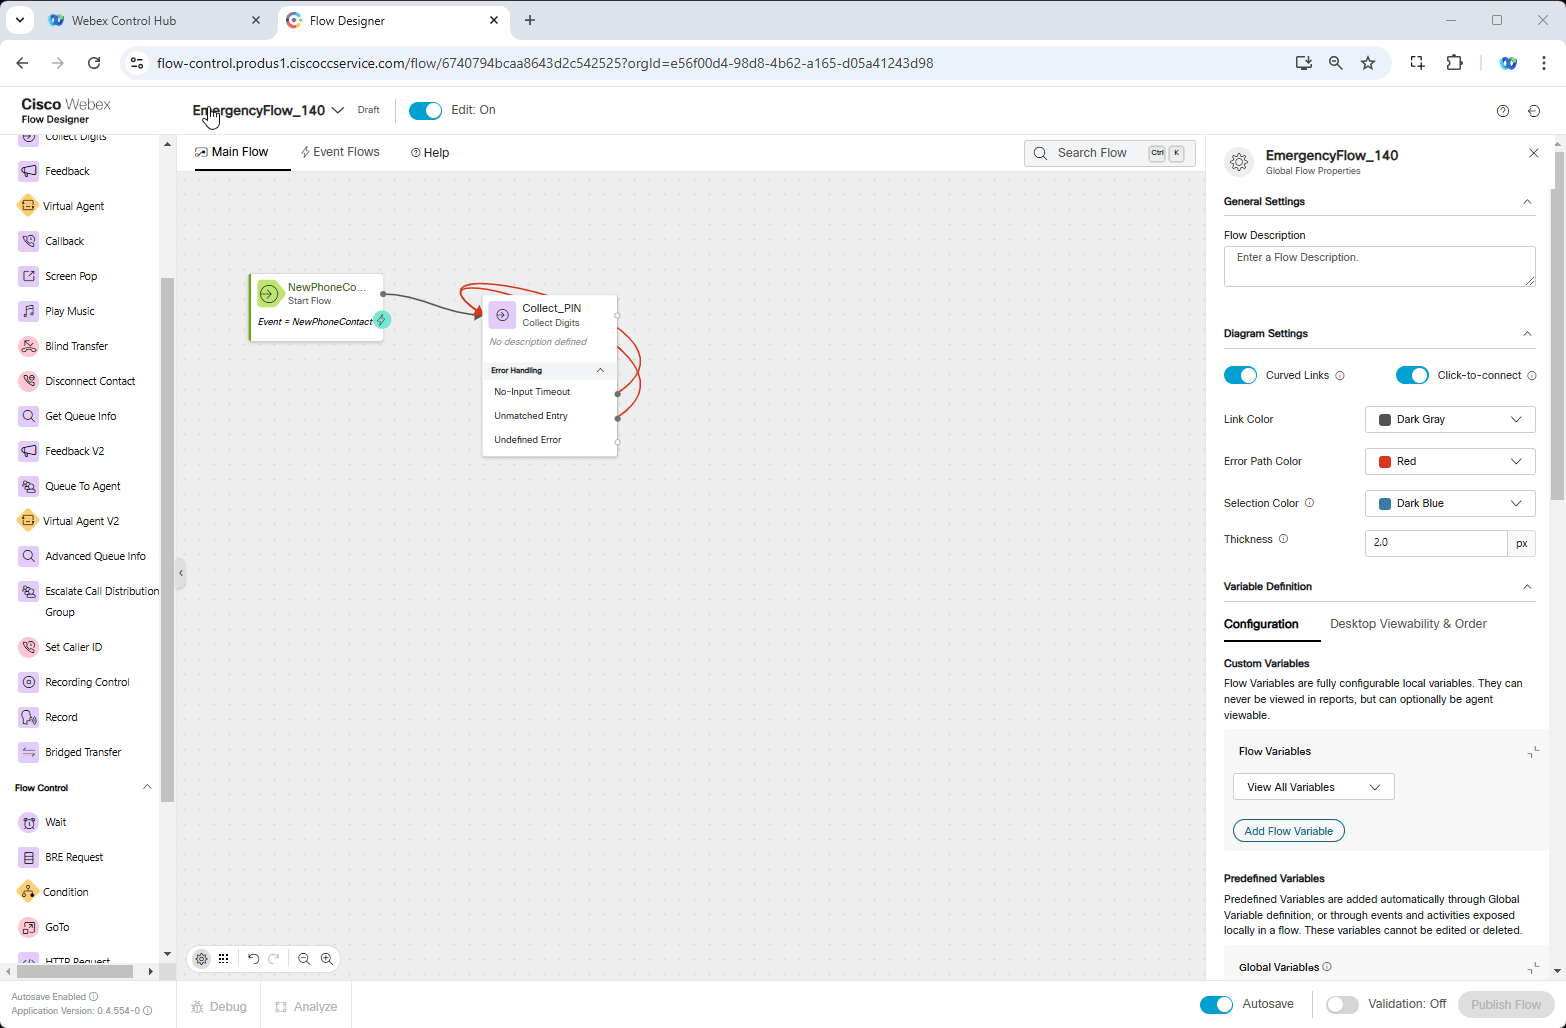 Webex Control Hub
Flow Designer
flow-control.produs1.ciscoccservice.com/flow/6740794bcaa8643d2c542525?orgId=e56f00d4-98d8-4b62-a165-d05a41243d98
Cisco Webex
Flow Designer
EmergencyFlow_140
Draft
Edit: On
Collect Digits
Feedback
Virtual Agent
Callback
Screen Pop
Play Music
Blind Transfer
Disconnect Contact
Get Queue Info
Feedback V2
Queue To Agent
Virtual Agent V2
Advanced Queue Info
Escalate Call Distribution
Group
Set Caller ID
Recording Control
Record
Bridged Transfer
Flow Control
Wait
BRE Request
Condition
GoTo
HTTP Request
Main Flow
Event Flows
Help
Search Flow
Ctrl
K
NewPhoneCo...
Start Flow
Event = NewPhoneContact
Collect_PIN
Collect Digits
No description defined
Error Handling
No-Input Timeout
Unmatched Entry
Undefined Error
EmergencyFlow_140
Global Flow Properties
General Settings
Flow Description
Enter a Flow Description.
Diagram Settings
Curved Links
Click-to-connect
Link Color
Dark Gray
Error Path Color
Red
Selection Color
Dark Blue
Thickness
2.0
px
Variable Definition
Configuration
Desktop Viewability & Order
Custom Variables
Flow Variables are fully configurable local variables. They can
never be viewed in reports, but can optionally be agent
viewable.
Flow Variables
View All Variables
Add Flow Variable
Predefined Variables
Predefined Variables are added automatically through Global
Variable definition, or through events and activities exposed
locally in a flow. These variables cannot be edited or deleted.
Global Variables
Autosave Enabled
Application Version: 0.4.554-0
Debug
Analyze
Autosave
Validation: Off
Publish Flow